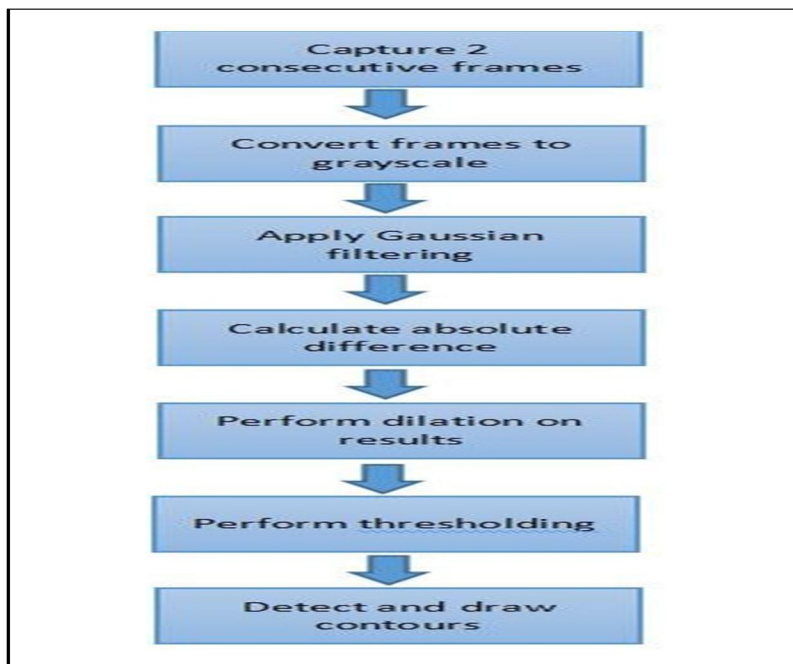 Capture 2
consecutive frames
Convert frames to
grayscale
Apply Gaussian
filtering
Calculate absolute
difference
Perform dilation on
results
Perform thresholding
Detect and draw
contours